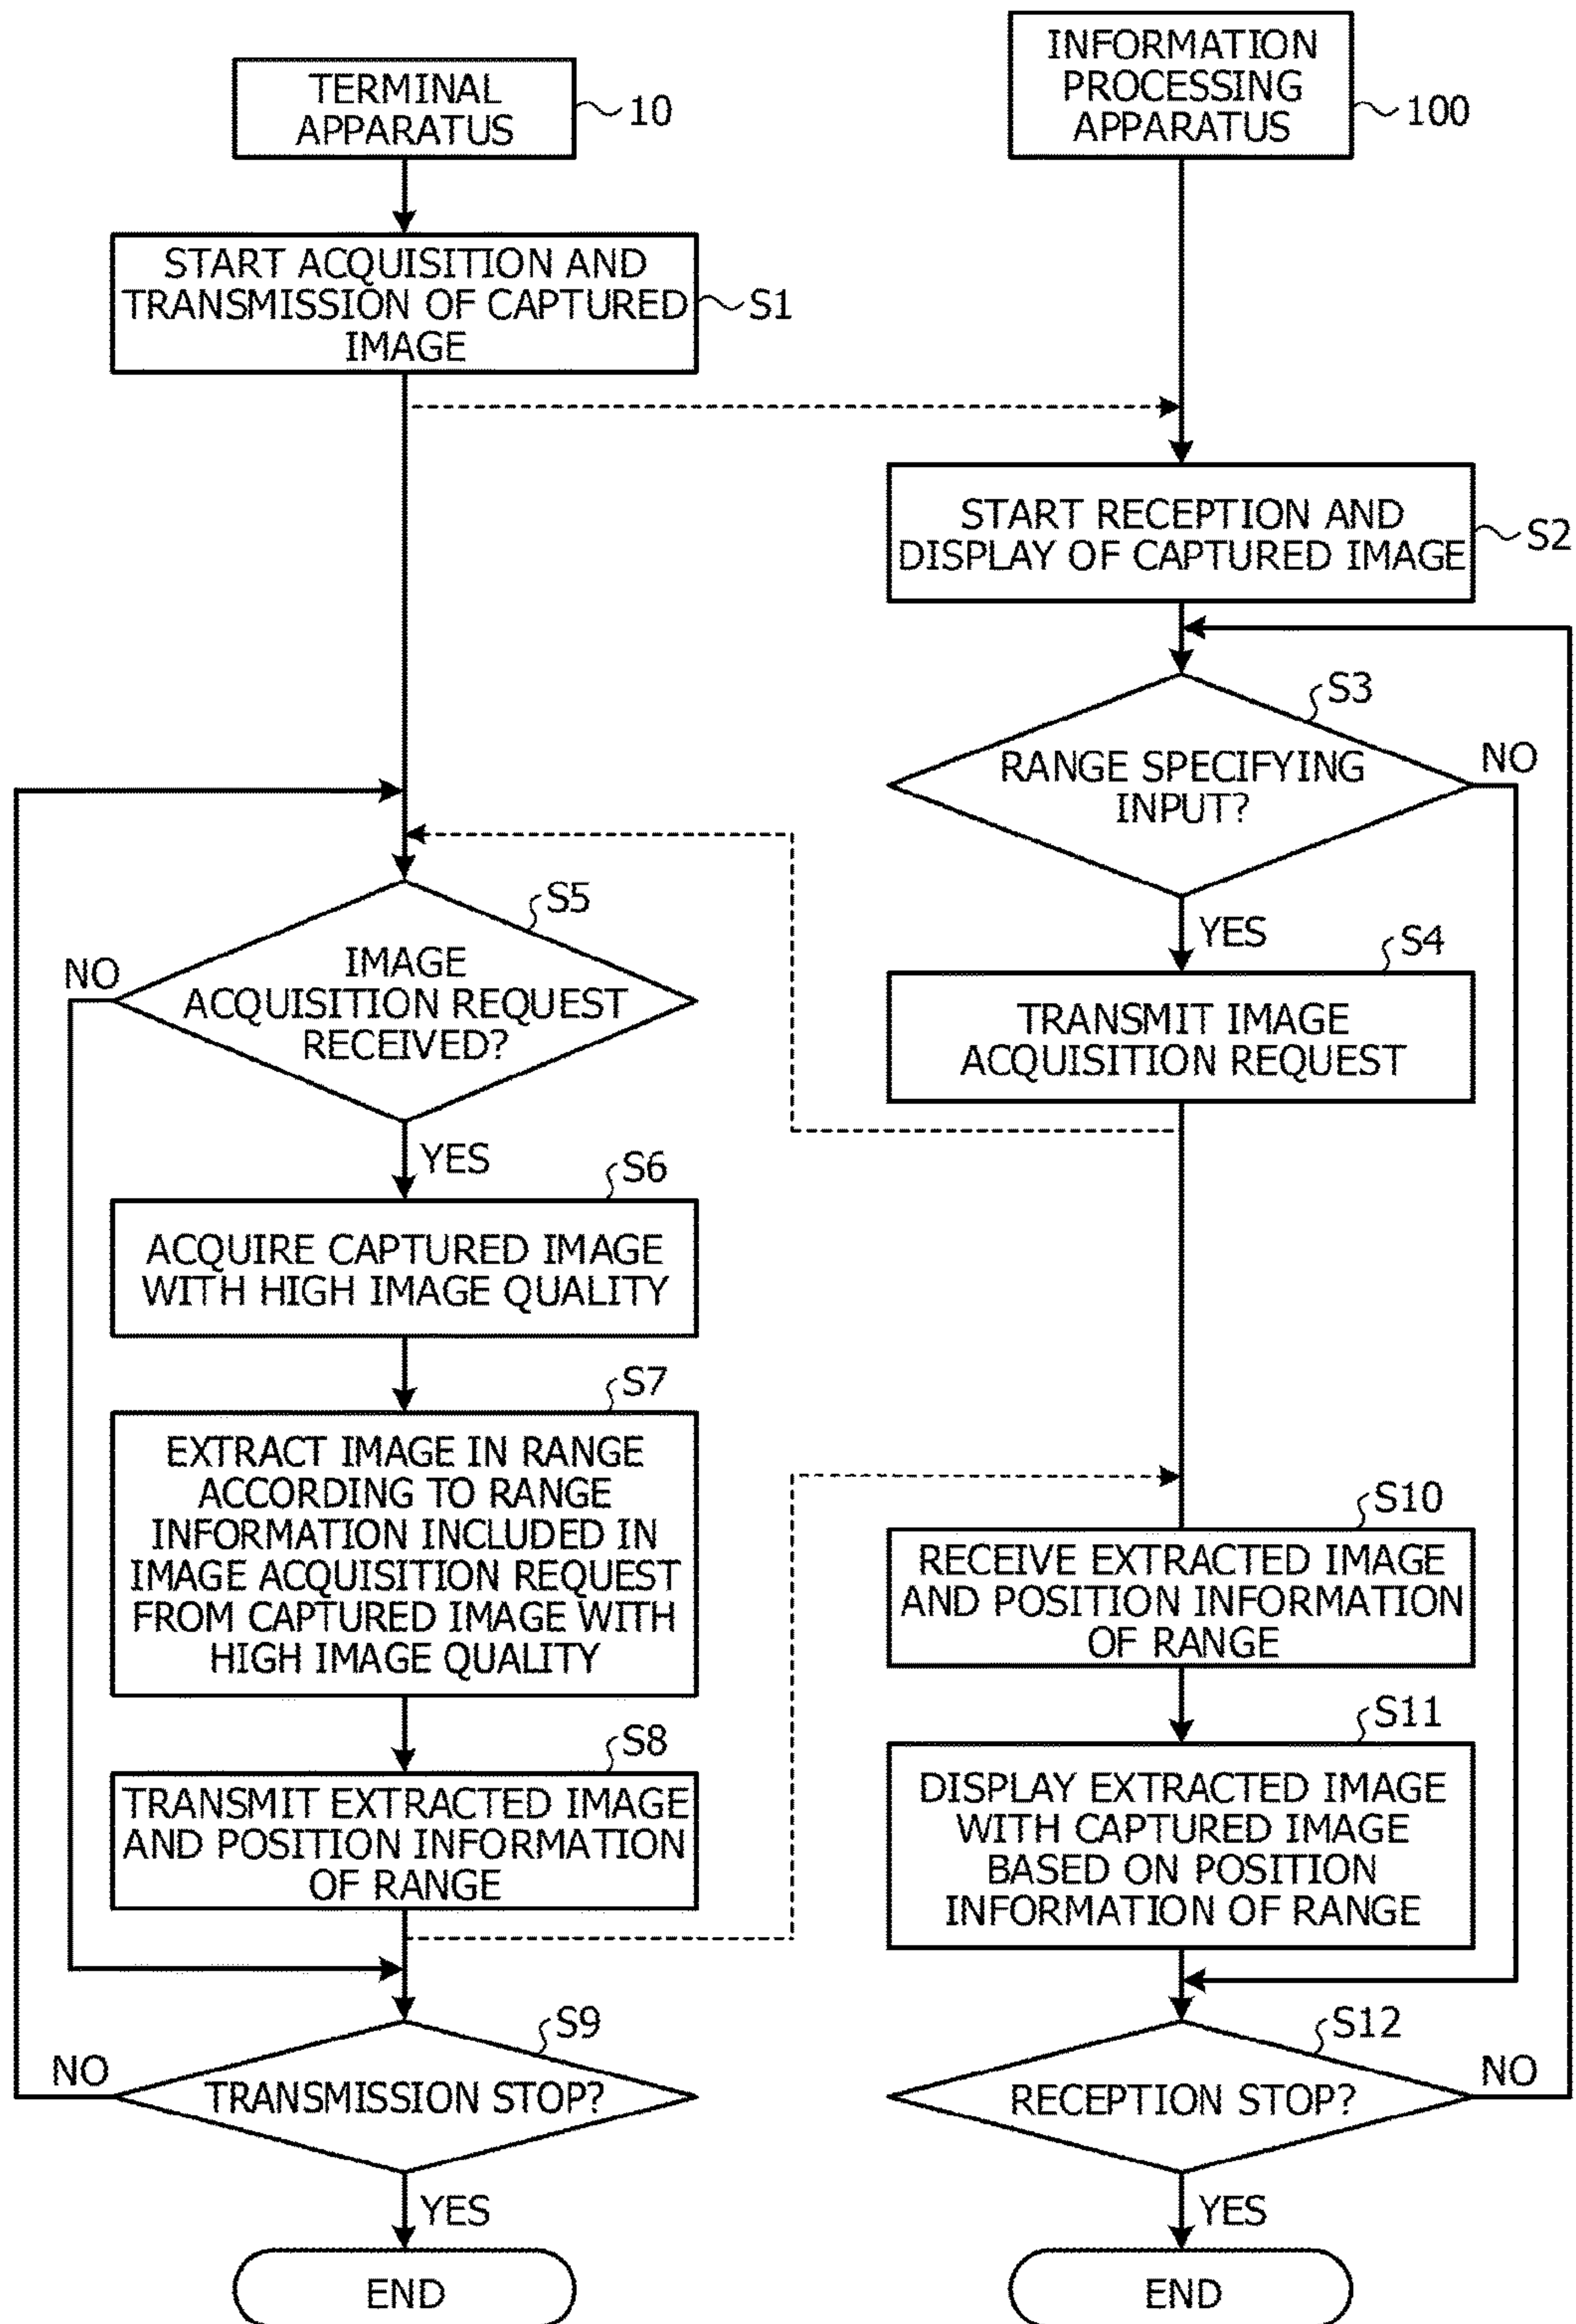 TERMINAL
APPARATUS
10
INFORMATION
PROCESSING
APPARATUS
100
START ACQUISITION AND
TRANSMISSION OF CAPTURED
IMAGE
S1
START RECEPTION AND
DISPLAY OF CAPTURED IMAGE
S2
S3
RANGE SPECIFYING
INPUT?
NO
YES
S4
TRANSMIT IMAGE
ACQUISITION REQUEST
S5
IMAGE
ACQUISITION REQUEST
RECEIVED?
NO
YES
S6
ACQUIRE CAPTURED IMAGE
WITH HIGH IMAGE QUALITY
S7
EXTRACT IMAGE IN RANGE
ACCORDING TO RANGE
INFORMATION INCLUDED IN
IMAGE ACQUISITION REQUEST
FROM CAPTURED IMAGE WITH
HIGH IMAGE QUALITY
S8
TRANSMIT EXTRACTED IMAGE
AND POSITION INFORMATION
OF RANGE
S10
RECEIVE EXTRACTED IMAGE
AND POSITION INFORMATION
OF RANGE
S11
DISPLAY EXTRACTED IMAGE
WITH CAPTURED IMAGE
BASED ON POSITION
INFORMATION OF RANGE
S9
TRANSMISSION STOP?
NO
YES
END
S12
RECEPTION STOP?
NO
YES
END